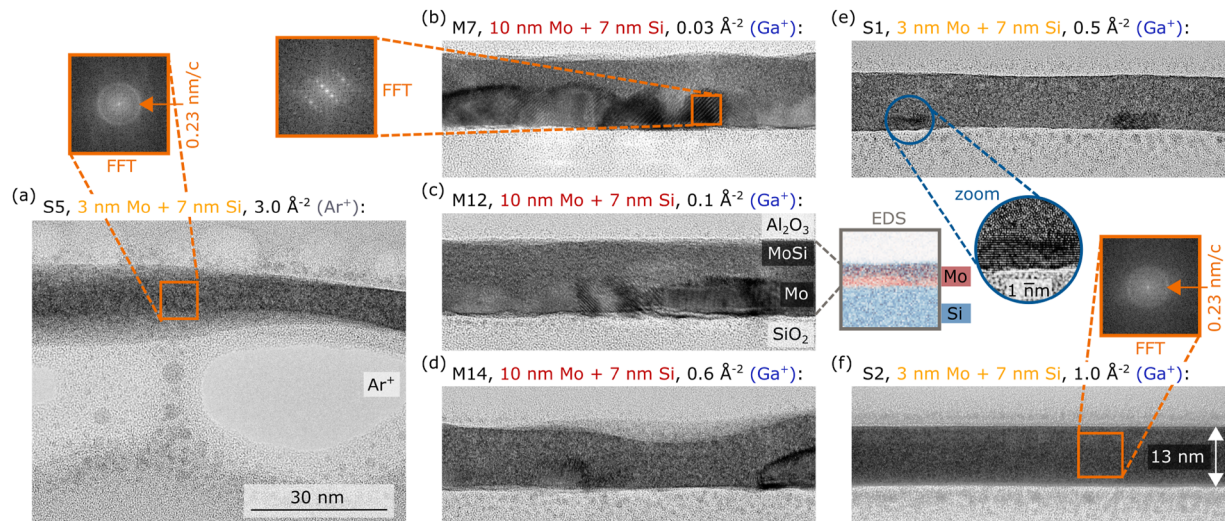 (b) M7, 10 nm Mo + 7 nm Si, 0.03 Å⁻² (Ga⁺):
(e) S1, 3 nm Mo + 7 nm Si, 0.5 Å⁻² (Ga⁺):
FFT
0.23 nm/c
FFT
(a) S5, 3 nm Mo + 7 nm Si, 3.0 Å⁻² (Ar⁺):
Ar⁺
30 nm
(c) M12, 10 nm Mo + 7 nm Si, 0.1 Å⁻² (Ga⁺):
Al₂O₃
MoSi
Mo
SiO₂
EDS
Mo
Si
zoom
1 nm
0.23 nm/c
FFT
(d) M14, 10 nm Mo + 7 nm Si, 0.6 Å⁻² (Ga⁺):
(f) S2, 3 nm Mo + 7 nm Si, 1.0 Å⁻² (Ga⁺):
13 nm